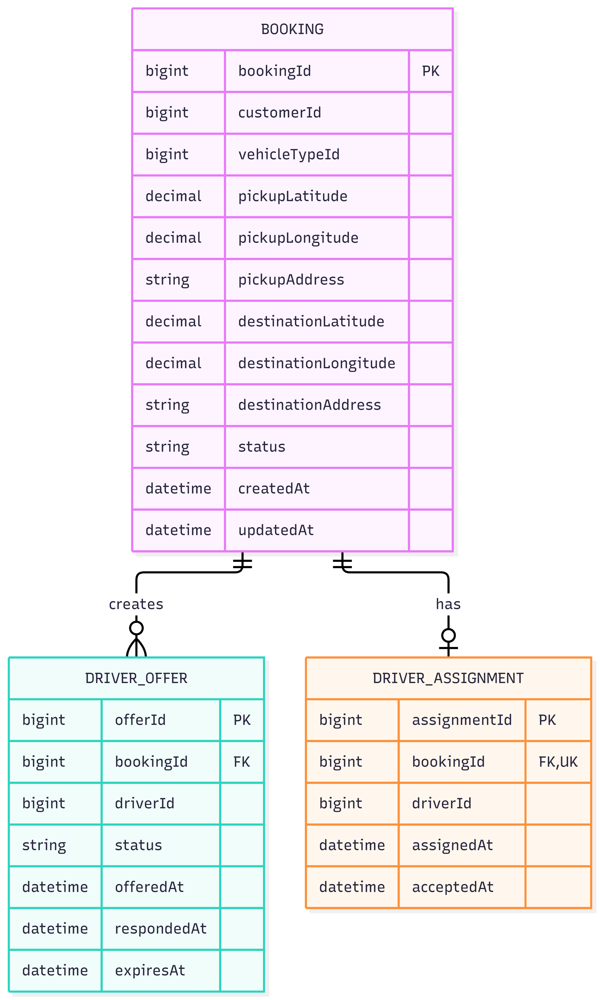 BOOKING
bigint bookingId PK
bigint customerId
bigint vehicleTypeId
decimal pickupLatitude
decimal pickupLongitude
string pickupAddress
decimal destinationLatitude
decimal destinationLongitude
string destinationAddress
string status
datetime createdAt
datetime updatedAt
creates
has
DRIVER_OFFER
bigint offerId PK
bigint bookingId FK
bigint driverId
string status
datetime offeredAt
datetime respondedAt
datetime expiresAt
DRIVER_ASSIGNMENT
bigint assignmentId PK
bigint bookingId FK,UK
bigint driverId
datetime assignedAt
datetime acceptedAt